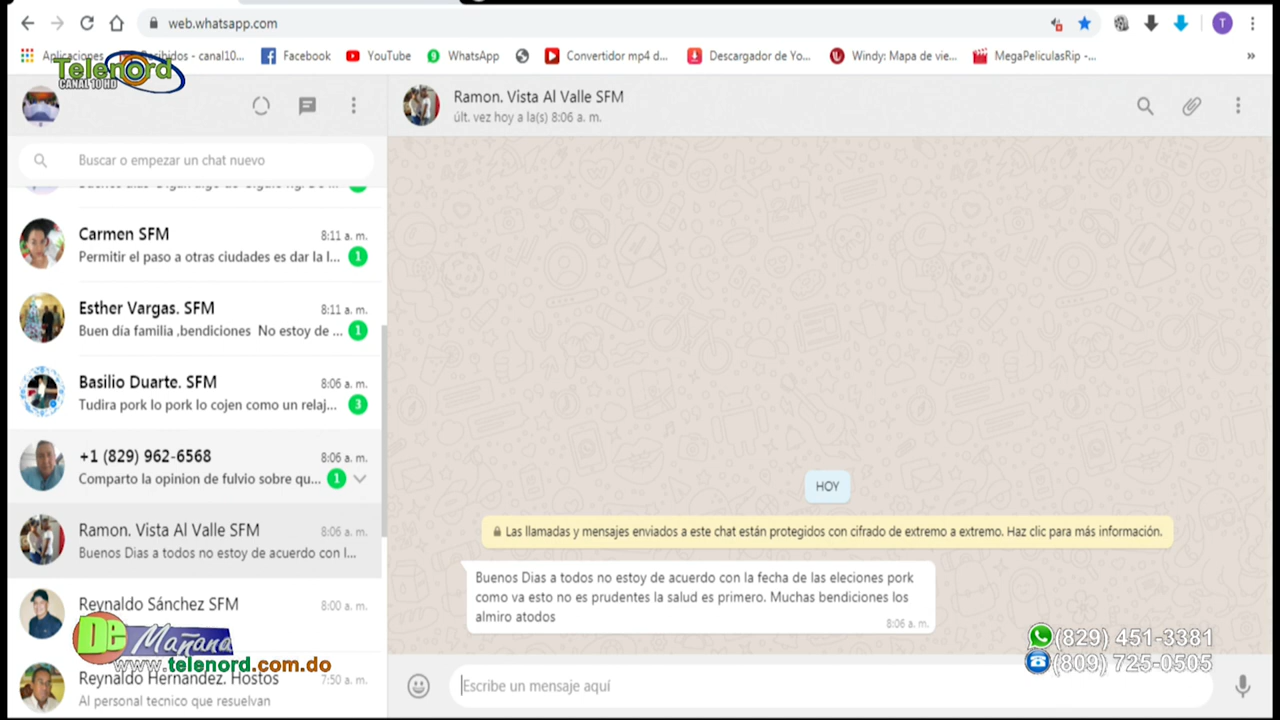 web.whatsapp.com
T
Aplicaciones
Recibidos - canal10...
Facebook
YouTube
WhatsApp
Convertidor mp4 d...
Descargador de Yo...
Windy: Mapa de vie...
MegaPeliculasRip -...
»
Telenord
CANAL 10 HD
Ramon. Vista Al Valle SFM
últ. vez hoy a la(s) 8:06 a. m.
Buscar o empezar un chat nuevo
Carmen SFM
8:11 a. m.
Permitir el paso a otras ciudades es dar la l...
1
Esther Vargas. SFM
8:11 a. m.
Buen día familia ,bendiciones No estoy de ...
1
Basilio Duarte. SFM
8:06 a. m.
Tudira pork lo pork lo cojen como un relaj...
3
+1 (829) 962-6568
8:06 a. m.
Comparto la opinion de fulvio sobre qu...
1
Ramon. Vista Al Valle SFM
8:06 a. m.
Buenos Dias a todos no estoy de acuerdo con l...
Reynaldo Sánchez SFM
8:00 a. m.
De Mañana
www.telenord.com.do
Reynaldo Hernandez. Hostos
7:50 a. m.
Al personal tecnico que resuelvan
HOY
Las llamadas y mensajes enviados a este chat están protegidos con cifrado de extremo a extremo. Haz clic para más información.
Buenos Dias a todos no estoy de acuerdo con la fecha de las eleciones pork
como va esto no es prudentes la salud es primero. Muchas bendiciones los
almiro atodos
8:06 a. m.
(829) 451-3381
(809) 725-0505
Escribe un mensaje aquí